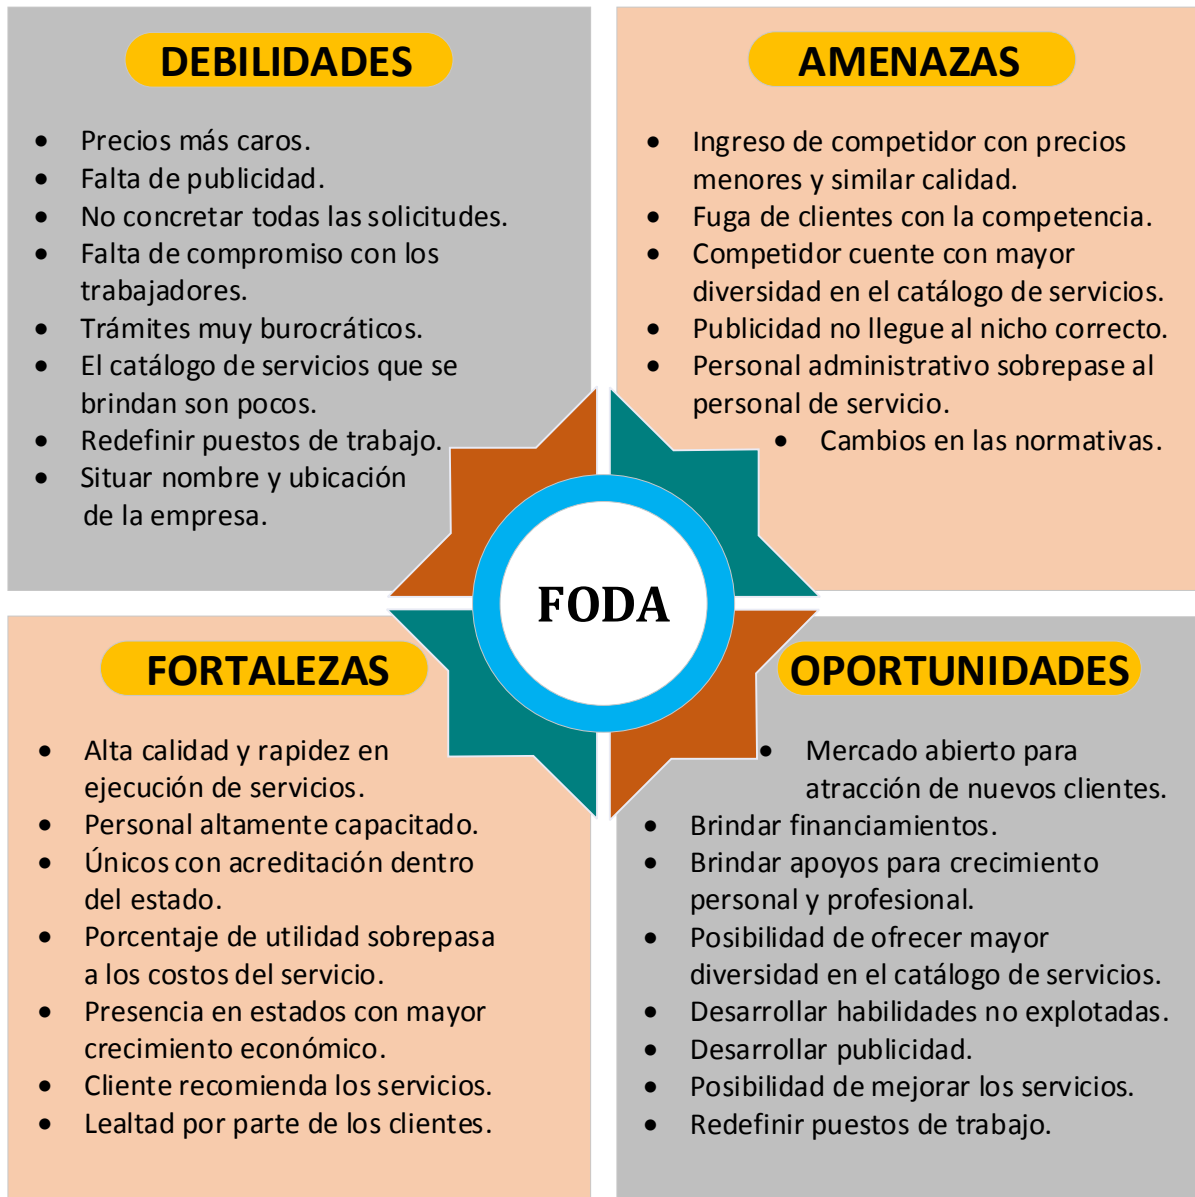 DEBILIDADES
• Precios más caros.
• Falta de publicidad.
• No concretar todas las solicitudes.
• Falta de compromiso con los
trabajadores.
• Trámites muy burocráticos.
• El catálogo de servicios que se
brindan son pocos.
• Redefinir puestos de trabajo.
• Situar nombre y ubicación
de la empresa.
AMENAZAS
• Ingreso de competidor con precios
menores y similar calidad.
• Fuga de clientes con la competencia.
• Competidor cuente con mayor
diversidad en el catálogo de servicios.
• Publicidad no llegue al nicho correcto.
• Personal administrativo sobrepase al
personal de servicio.
• Cambios en las normativas.
FODA
FORTALEZAS
• Alta calidad y rapidez en
ejecución de servicios.
• Personal altamente capacitado.
• Únicos con acreditación dentro
del estado.
• Porcentaje de utilidad sobrepasa
a los costos del servicio.
• Presencia en estados con mayor
crecimiento económico.
• Cliente recomienda los servicios.
• Lealtad por parte de los clientes.
OPORTUNIDADES
• Mercado abierto para
atracción de nuevos clientes.
• Brindar financiamientos.
• Brindar apoyos para crecimiento
personal y profesional.
• Posibilidad de ofrecer mayor
diversidad en el catálogo de servicios.
• Desarrollar habilidades no explotadas.
• Desarrollar publicidad.
• Posibilidad de mejorar los servicios.
• Redefinir puestos de trabajo.